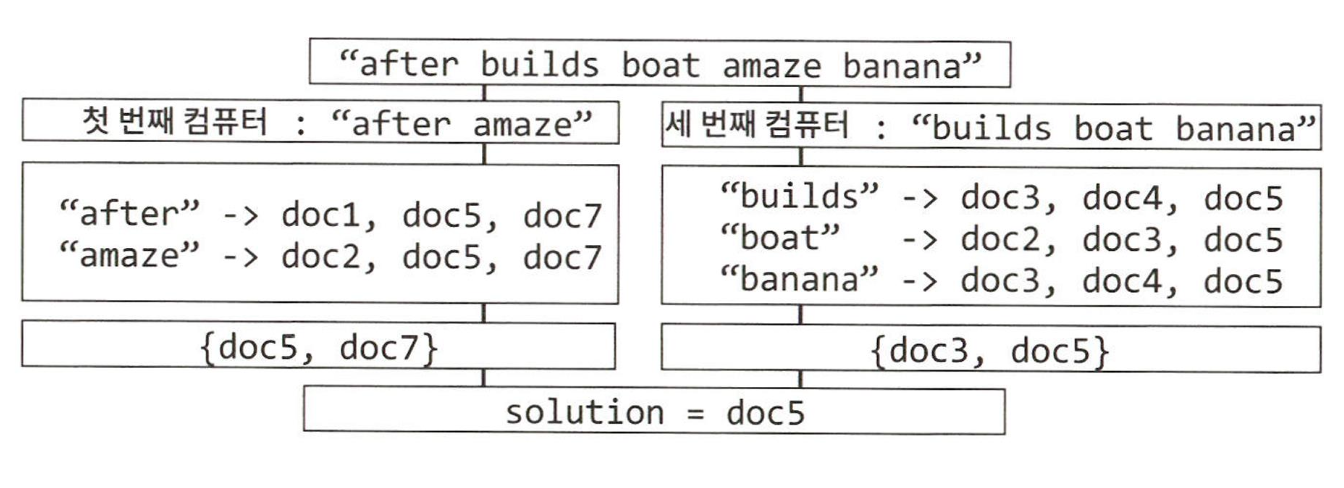 “after builds boat amaze banana”
첫 번째 컴퓨터 : “after amaze”
세 번째 컴퓨터 : “builds boat banana”
“after” -> doc1, doc5, doc7
“amaze” -> doc2, doc5, doc7
“builds” -> doc3, doc4, doc5
“boat” -> doc2, doc3, doc5
“banana” -> doc3, doc4, doc5
{doc5, doc7}
{doc3, doc5}
solution = doc5